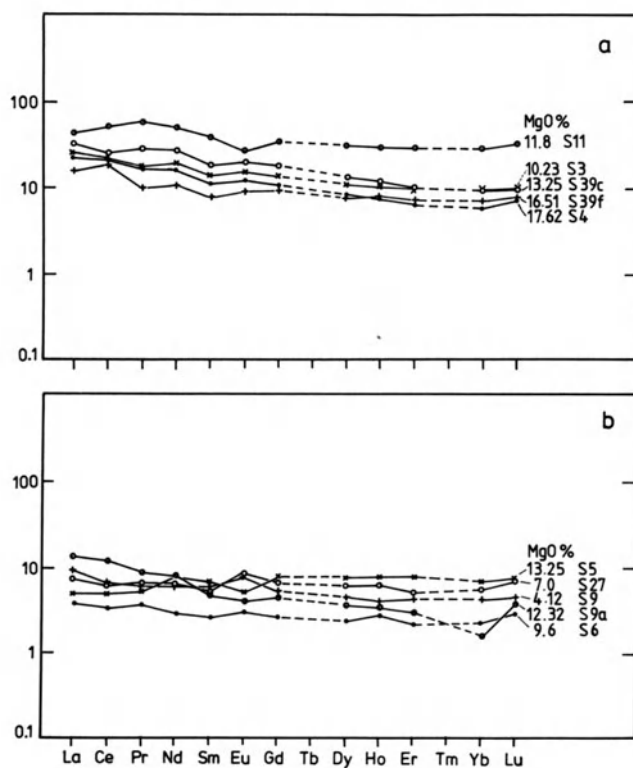 a
100
10
1
0.1
MgO%
11.8 S11
10.23 S3
13.25 S39c
16.51 S39f
17.62 S4
b
100
10
1
0.1
MgO%
13.25 S5
7.0 S27
4.12 S9
12.32 S9a
9.6 S6
La Ce Pr Nd Sm Eu Gd Tb Dy Ho Er Tm Yb Lu